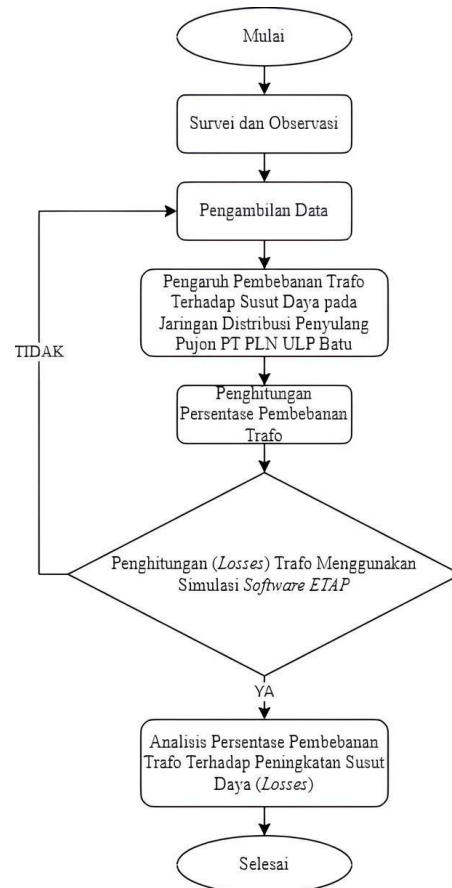 Mulai
Survei dan Observasi
Pengambilan Data
Pengaruh Pembebanan Trafo
Terhadap Susut Daya pada
Jaringan Distribusi Penyulang
Pujon PT PLN ULP Batu
TIDAK
Penghitungan
Persentase Pembebanan
Trafo
Penghitungan (Losses) Trafo Menggunakan
Simulasi Software ETAP
YA
Analisis Persentase Pembebanan
Trafo Terhadap Peningkatan Susut
Daya (Losses)
Selesai